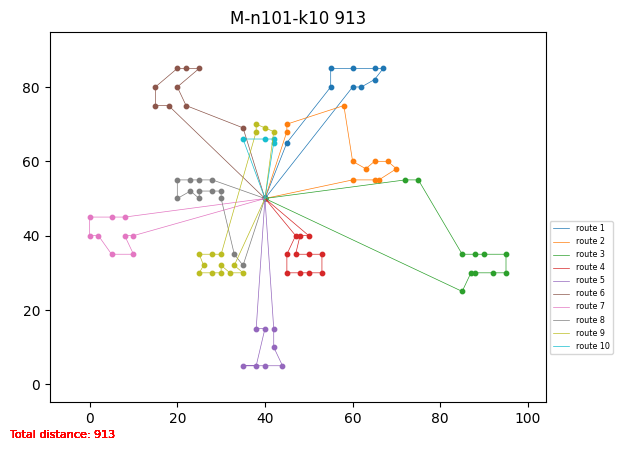 M-n101-k10 913
80
60
40
20
0
0
20
40
60
80
100
route 1
route 2
route 3
route 4
route 5
route 6
route 7
route 8
route 9
route 10
Total distance: 913